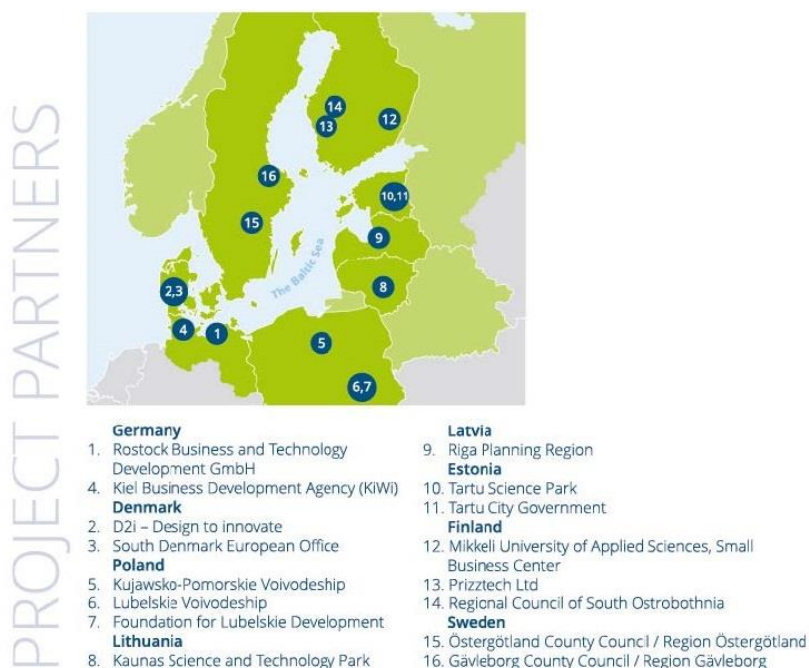 PROJECT PARTNERS
14
13
12
16
10,11
15
9
The Baltic Sea
8
2,3
4
1
5
6,7
Germany
1. Rostock Business and Technology
Development GmbH
4. Kiel Business Development Agency (KiWi)
Denmark
2. D2i – Design to innovate
3. South Denmark European Office
Poland
5. Kujawsko-Pomorskie Voivodeship
6. Lubelskie Voivodeship
7. Foundation for Lubelskie Development
Lithuania
8. Kaunas Science and Technology Park
Latvia
9. Riga Planning Region
Estonia
10. Tartu Science Park
11. Tartu City Government
Finland
12. Mikkeli University of Applied Sciences, Small
Business Center
13. Prizztech Ltd
14. Regional Council of South Ostrobothnia
Sweden
15. Östergötland County Council / Region Östergötland
16. Gävleborg County Council / Region Gävleborg